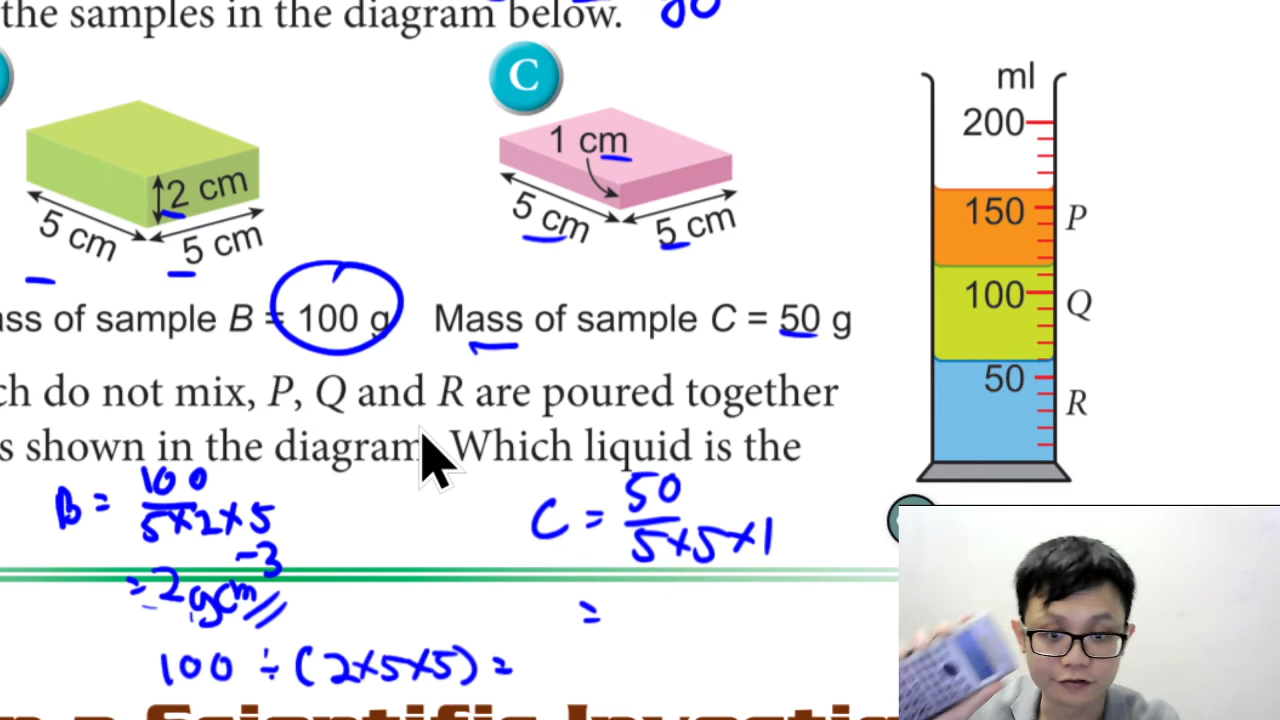 the samples in the diagram below.
C
ml
200
150
100
50
P
Q
R
2 cm
5 cm
5 cm
1 cm
5 cm
5 cm
ass of sample B = 100 g
Mass of sample C = 50 g
ch do not mix, P, Q and R are poured together
s shown in the diagram. Which liquid is the
B = 100
5×2×5
= 2gcm-3
C = 50
5×5×1
=
100 ÷ (2×5×5) =